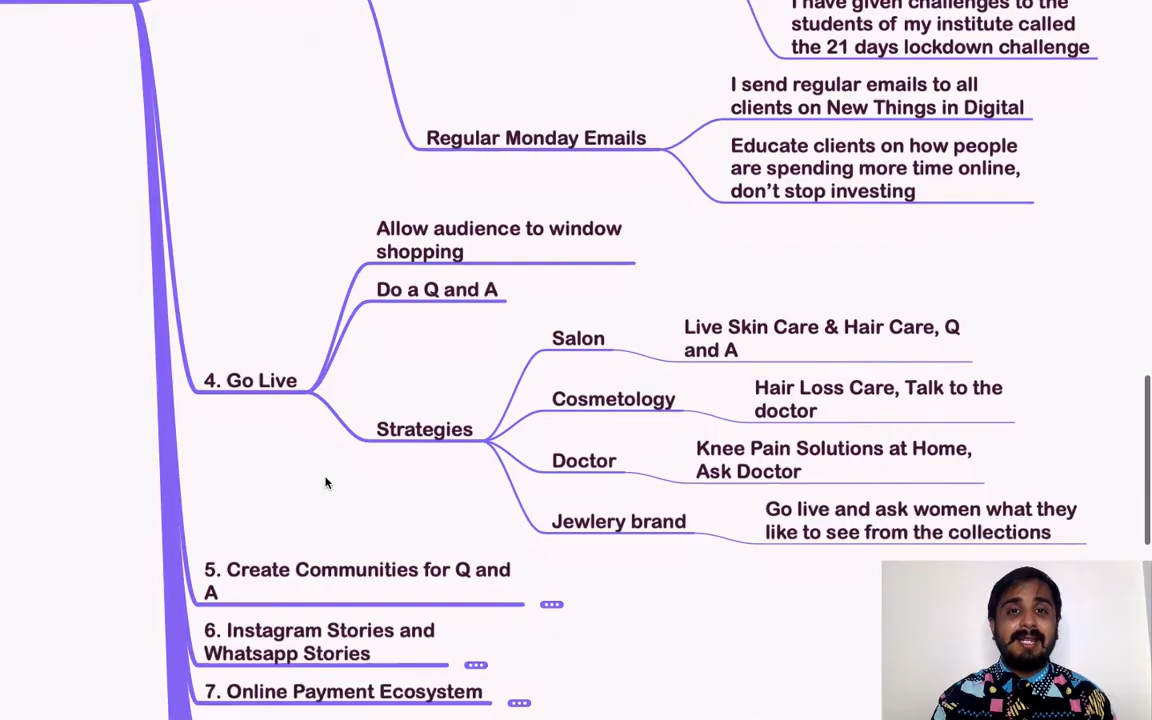 I have given challenges to the
students of my institute called
the 21 days lockdown challenge
I send regular emails to all
clients on New Things in Digital
Regular Monday Emails
Educate clients on how people
are spending more time online,
don't stop investing
Allow audience to window
shopping
Do a Q and A
4. Go Live
Strategies
Salon
Live Skin Care & Hair Care, Q
and A
Cosmetology
Hair Loss Care, Talk to the
doctor
Doctor
Knee Pain Solutions at Home,
Ask Doctor
Jewlery brand
Go live and ask women what they
like to see from the collections
5. Create Communities for Q and
A
6. Instagram Stories and
Whatsapp Stories
7. Online Payment Ecosystem